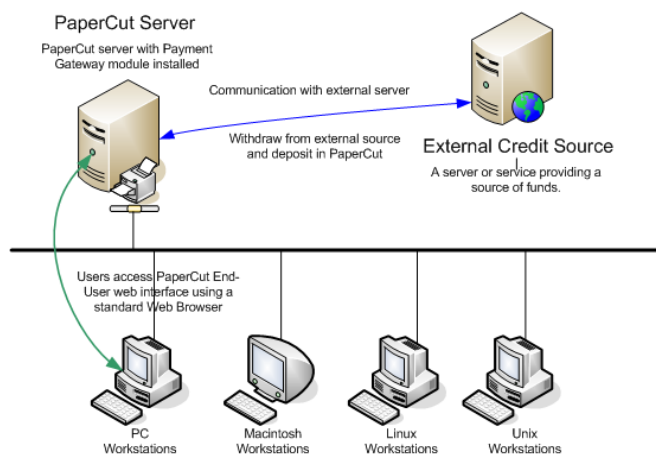 PaperCut Server
PaperCut server with Payment
Gateway module installed
Communication with external server
Withdraw from external source
and deposit in PaperCut
External Credit Source
A server or service providing a
source of funds.
Users access PaperCut End-
User web interface using a
standard Web Browser
PC
Workstations
Macintosh
Workstations
Linux
Workstations
Unix
Workstations